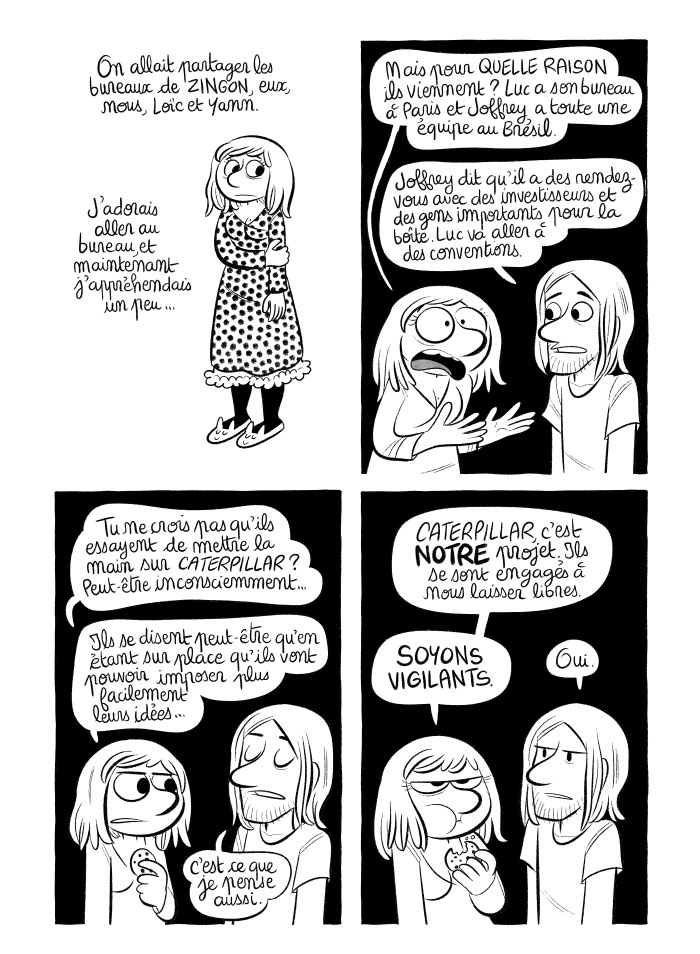 On allait partager les
bureaux de ZINGON, eux,
nous, Loïc et Yann.
J'adorais
aller au
bureau, et
maintenant
j'appréhendais
un peu...
Mais pour QUELLE RAISON
ils viennent ? Luc a son bureau
à Paris et Joffrey a toute une
équipe au Brésil.
Joffrey dit qu'il a des rendez-
vous avec des investisseurs et
des gens importants pour la
boîte. Luc va aller à
des conventions.
Tu ne crois pas qu'ils
essayent de mettre la
main sur CATERPILLAR ?
Peut-être inconsciemment...
Ils se disent peut-être qu'en
étant sur place qu'ils vont
pouvoir imposer plus
facilement
leurs idées...
C'est ce que
je pense
aussi.
CATERPILLAR, c'est
NOTRE projet. Ils
se sont engagés à
nous laisser libres.
SOYONS
VIGILANTS.
Oui.